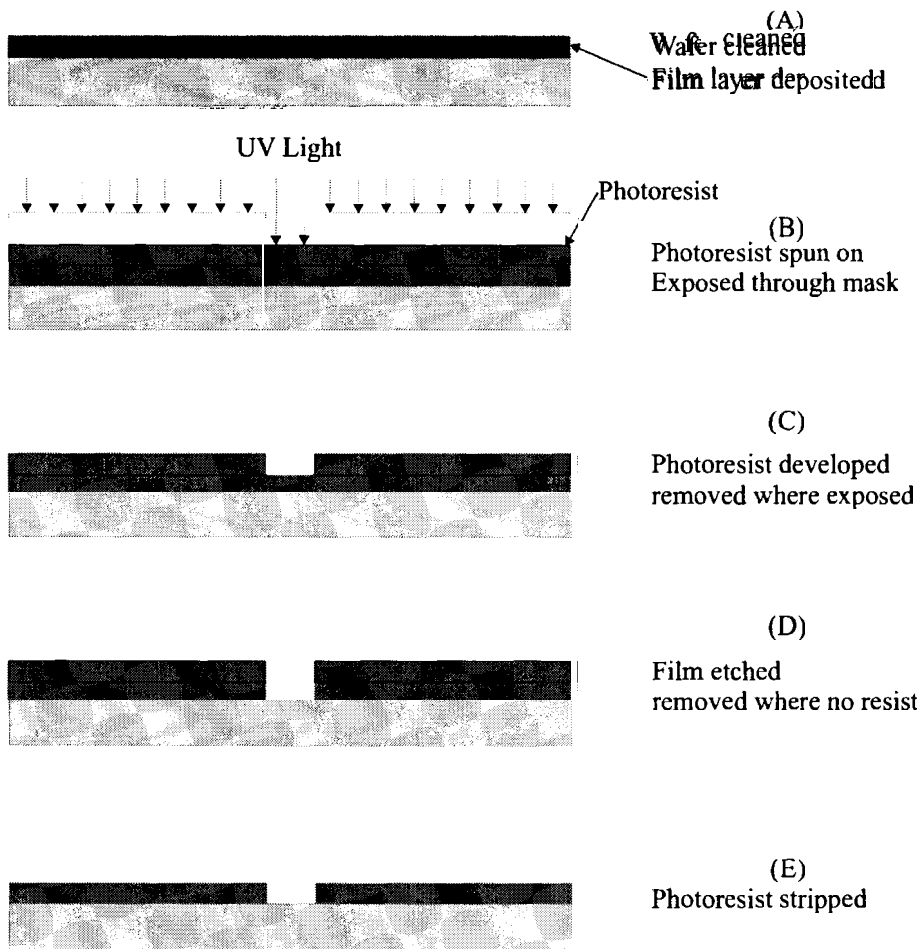 (A)
Wafer cleaned
Film layer deposited
UV Light
Photoresist
(B)
Photoresist spun on
Exposed through mask
(C)
Photoresist developed
removed where exposed
(D)
Film etched
removed where no resist
(E)
Photoresist stripped